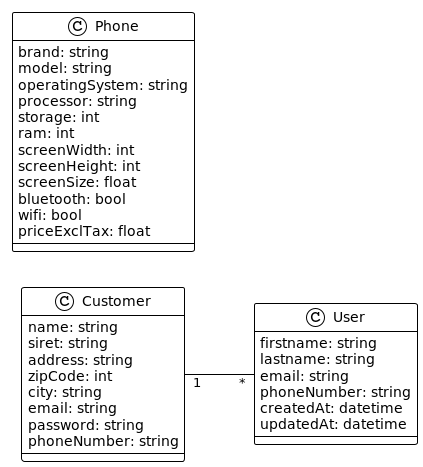 C Phone
brand: string
model: string
operatingSystem: string
processor: string
storage: int
ram: int
screenWidth: int
screenHeight: int
screenSize: float
bluetooth: bool
wifi: bool
priceExclTax: float
C Customer
name: string
siret: string
address: string
zipCode: int
city: string
email: string
password: string
phoneNumber: string
1 *
C User
firstname: string
lastname: string
email: string
phoneNumber: string
createdAt: datetime
updatedAt: datetime